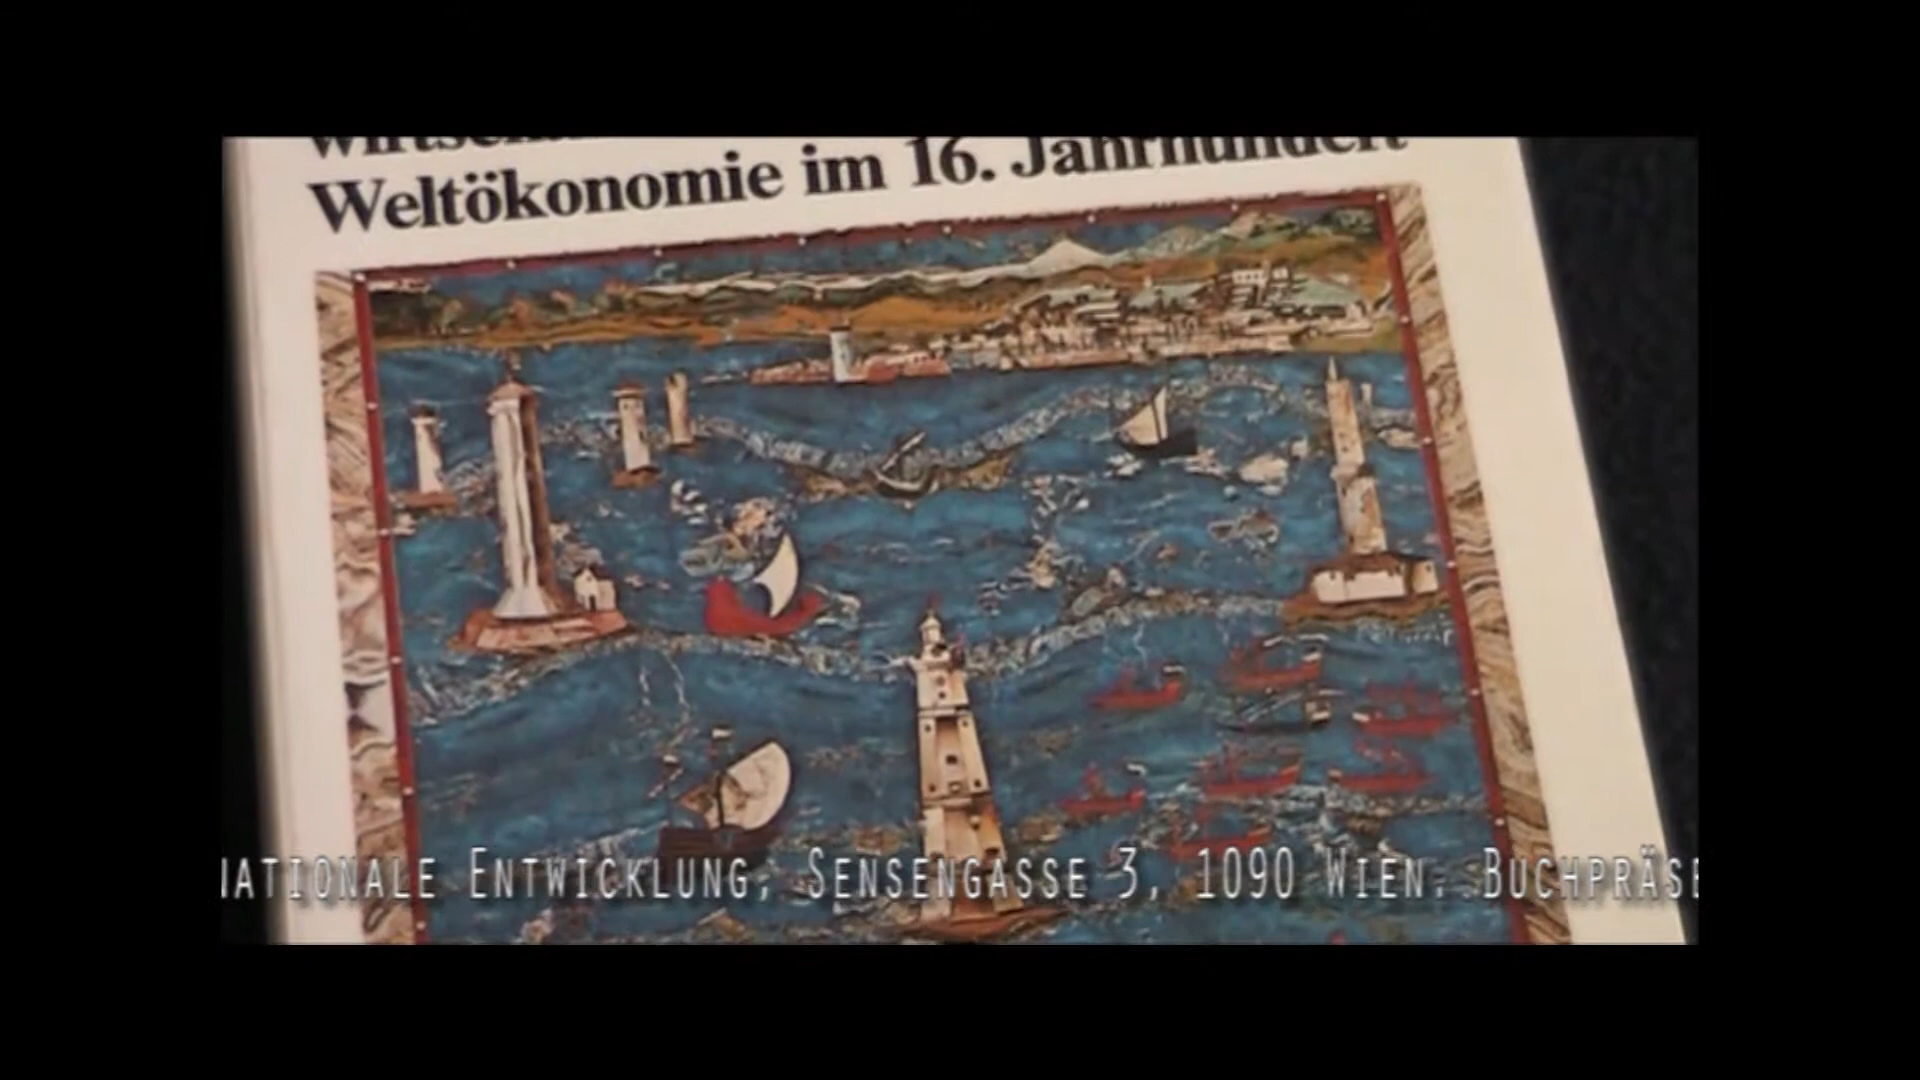 Weltökonomie im 16. Jahrhundert
nationale Entwicklung, Sensengasse 3, 1090 Wien. Buchpräse